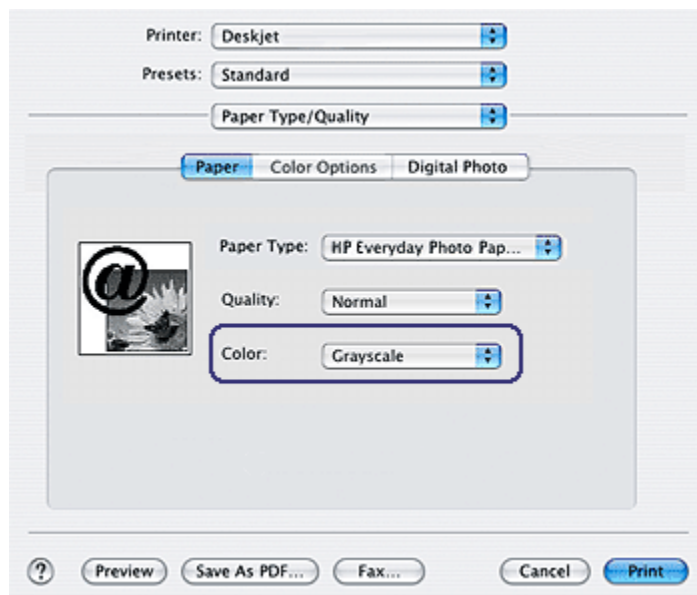 Printer: Deskjet
Presets: Standard
Paper Type/Quality
Paper Color Options Digital Photo
@
Paper Type: HP Everyday Photo Pap...
Quality: Normal
Color: Grayscale
? Preview Save As PDF... Fax... Cancel Print